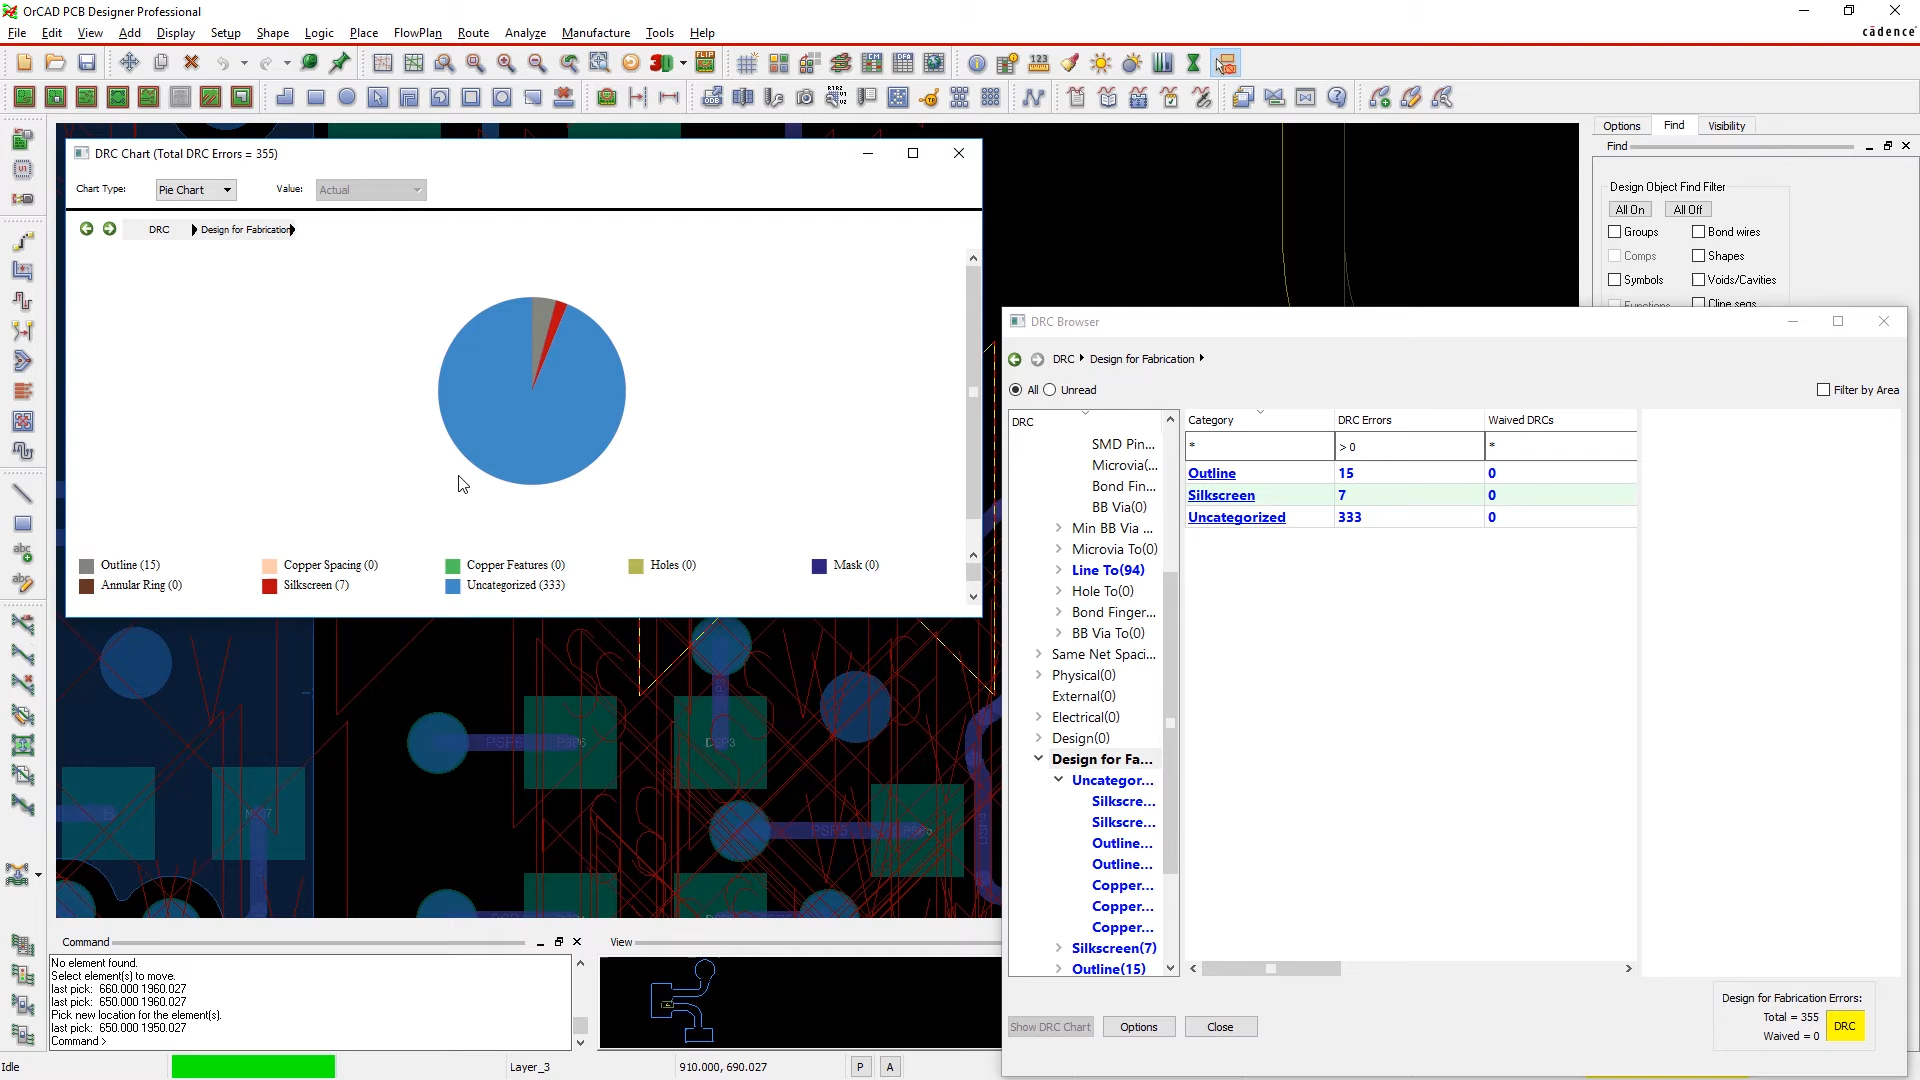 OrCAD PCB Designer Professional
File Edit View Add Display Setup Shape Logic Place FlowPlan Route Analyze Manufacture Tools Help
cādence
DRC Chart (Total DRC Errors = 355)
Chart Type: Pie Chart Value: Actual
DRC Design for Fabrication
Outline (15) Copper Spacing (0) Copper Features (0) Holes (0) Mask (0)
Annular Ring (0) Silkscreen (7) Uncategorized (333)
Options Find Visibility
Find
Design Object Find Filter
All On All Off
Groups Bond wires
Comps Shapes
Symbols Voids/Cavities
Functions Cline segs
DRC Browser
DRC Design for Fabrication
All Unread Filter by Area
DRC
SMD Pin...
Microvia(...
Bond Fin...
BB Via(0)
Min BB Via ...
Microvia To(0)
Line To(94)
Hole To(0)
Bond Finger...
BB Via To(0)
Same Net Spaci...
Physical(0)
External(0)
Electrical(0)
Design(0)
Design for Fa...
Uncategor...
Silkscre...
Silkscre...
Outline...
Outline...
Copper...
Copper...
Copper...
Silkscreen(7)
Outline(15)
Category DRC Errors Waived DRCs
* > 0 *
Outline 15 0
Silkscreen 7 0
Uncategorized 333 0
Show DRC Chart Options Close
Design for Fabrication Errors:
Total = 355
Waived = 0
DRC
PSP6 PSP6
PSP5
Command
No element found.
Select element(s) to move.
last pick: 660.000 1960.027
last pick: 650.000 1960.027
Pick new location for the element(s).
last pick: 650.000 1950.027
Command >
View
Idle
Layer_3
910.000, 690.027
P A